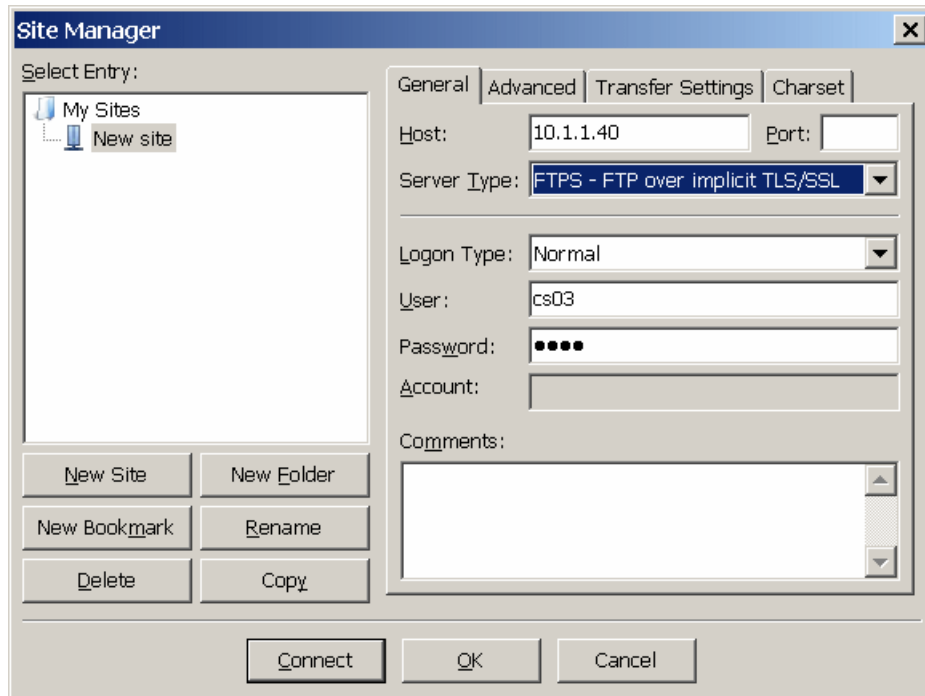 Site Manager
Select Entry:
My Sites
New site
New Site
New Folder
New Bookmark
Rename
Delete
Copy
General
Advanced
Transfer Settings
Charset
Host:
10.1.1.40
Port:
Server Type:
FTPS - FTP over implicit TLS/SSL
Logon Type:
Normal
User:
cs03
Password:
●●●●
Account:
Comments:
Connect
OK
Cancel